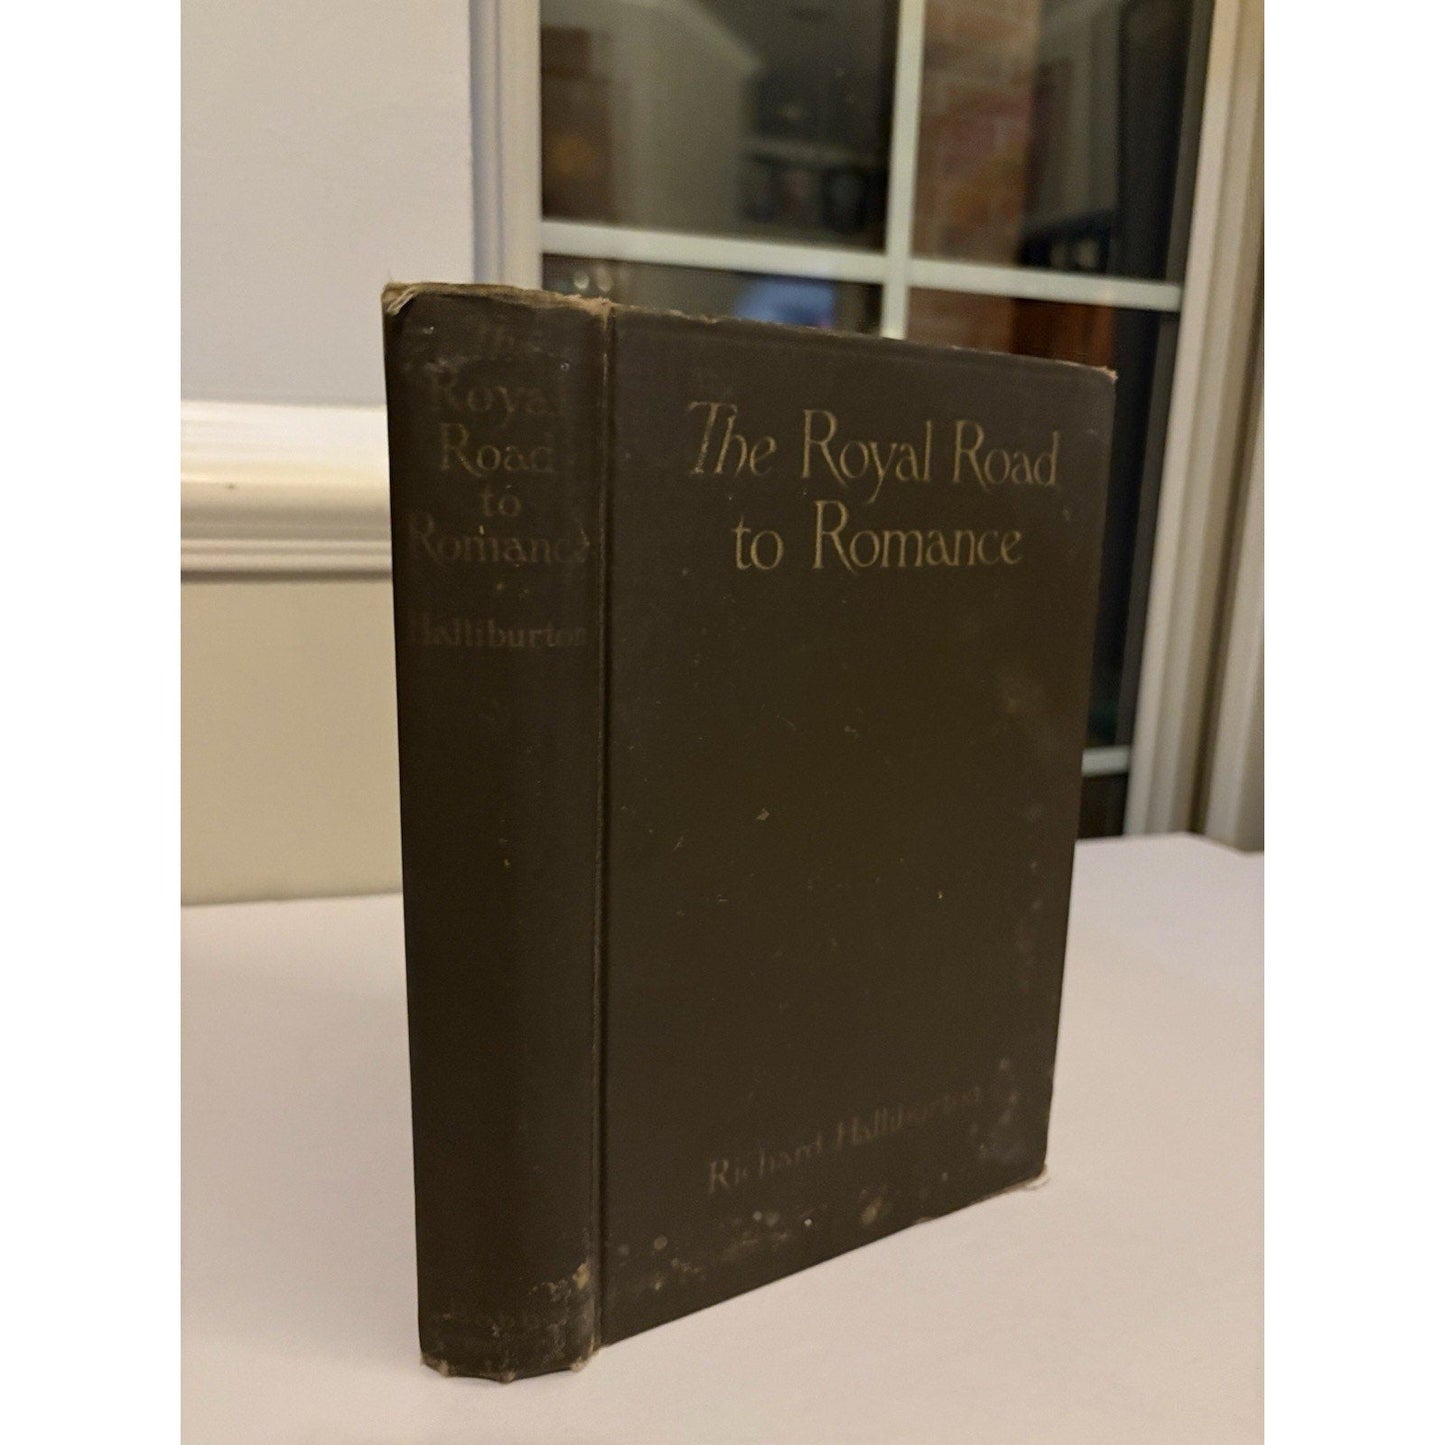 The
Royal
Road
to
Romance
Halliburton
The Royal Road
to Romance
Richard Halliburton